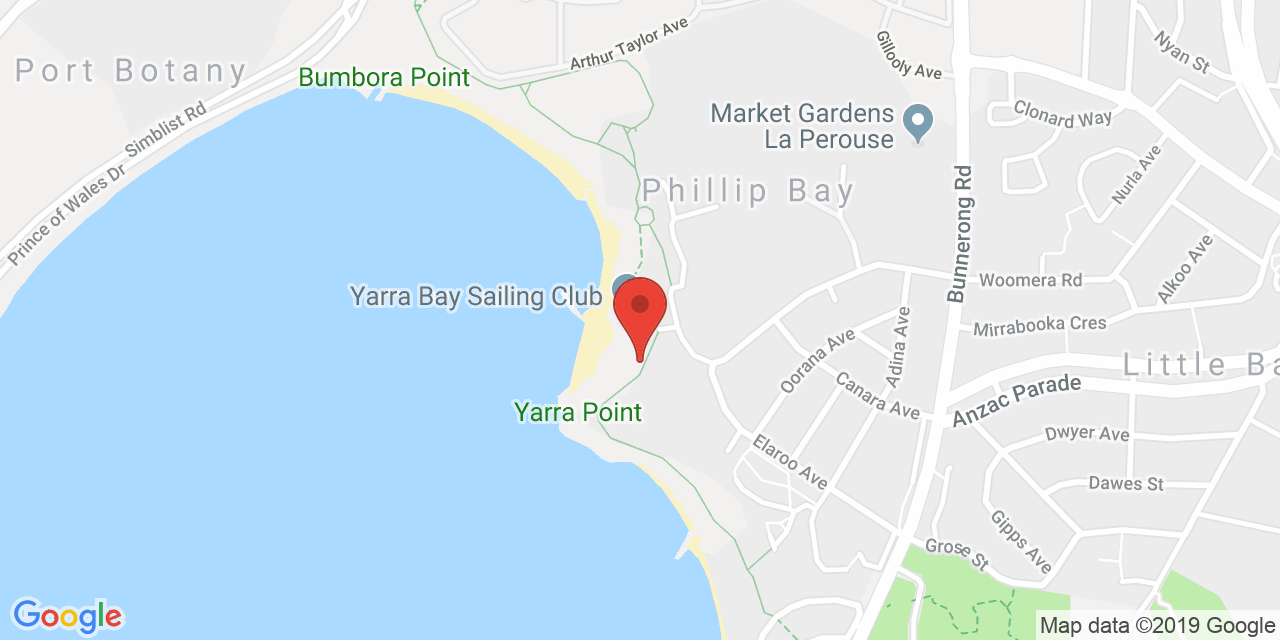 Arthur Taylor Ave
Gillooly Ave
Nyan St
Port Botany
Bumbora Point
Simblist Rd
Prince of Wales Dr
Market Gardens
La Perouse
Clonard Way
Nurla Ave
Phillip Bay
Bunnerong Rd
Woomera Rd
Alkoo Ave
Yarra Bay Sailing Club
Mirrabooka Cres
Oorana Ave
Adina Ave
Little Ba
Canara Ave
Anzac Parade
Yarra Point
Elaroo Ave
Dwyer Ave
Dawes St
Gipps Ave
Grose St
Google
Map data ©2019 Google